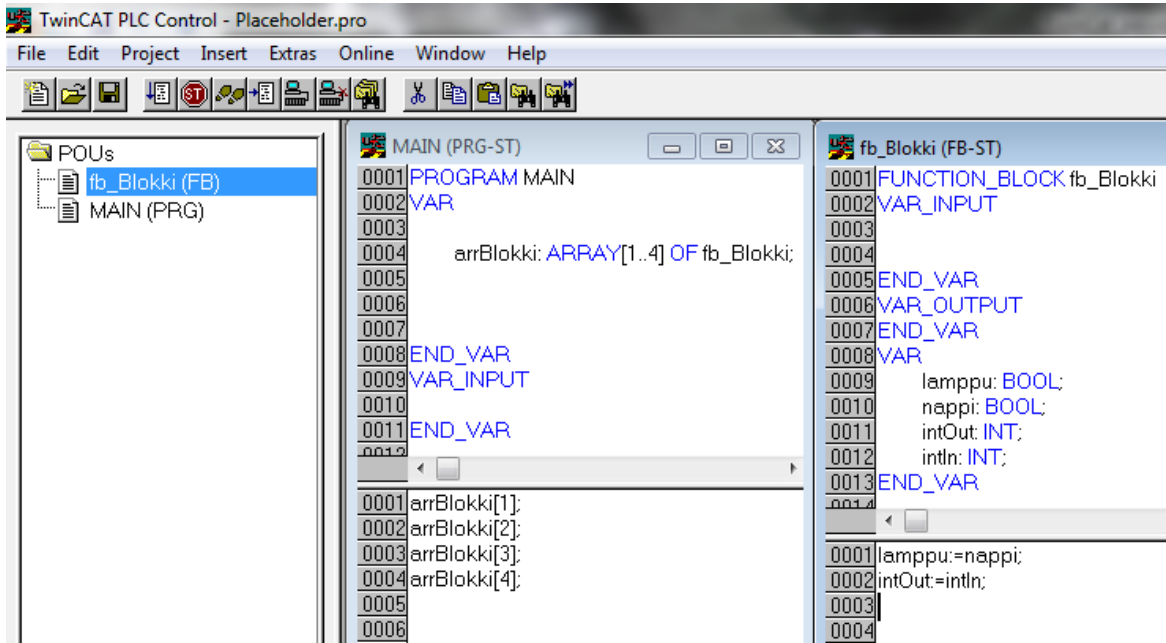 TwinCAT PLC Control - Placeholder.pro
File Edit Project Insert Extras Online Window Help
POUs
fb_Blokki (FB)
MAIN (PRG)
MAIN (PRG-ST)
0001 PROGRAM MAIN
0002 VAR
0003
0004 arrBlokki: ARRAY[1..4] OF fb_Blokki;
0005
0006
0007
0008 END_VAR
0009 VAR_INPUT
0010
0011 END_VAR
0012
0001 arrBlokki[1];
0002 arrBlokki[2];
0003 arrBlokki[3];
0004 arrBlokki[4];
0005
0006
fb_Blokki (FB-ST)
0001 FUNCTION_BLOCK fb_Blokki
0002 VAR_INPUT
0003
0004
0005 END_VAR
0006 VAR_OUTPUT
0007 END_VAR
0008 VAR
0009 lamppu: BOOL;
0010 nappi: BOOL;
0011 intOut: INT;
0012 intIn: INT;
0013 END_VAR
0014
0001 lamppu:=nappi;
0002 intOut:=intIn;
0003
0004